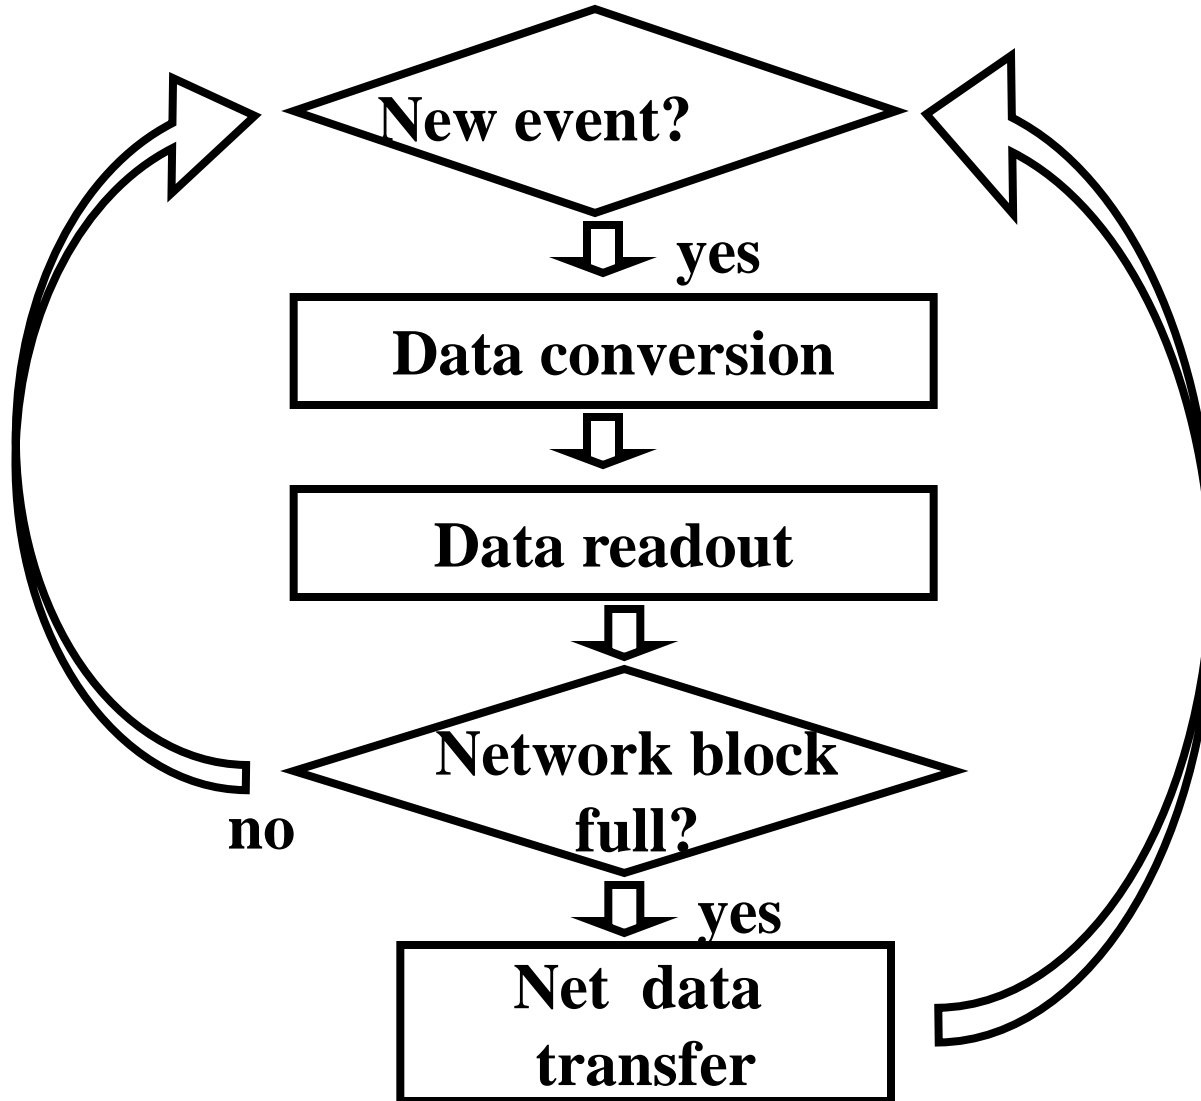 New event?
yes
Data conversion
Data readout
Network block
full?
no
yes
Net data
transfer